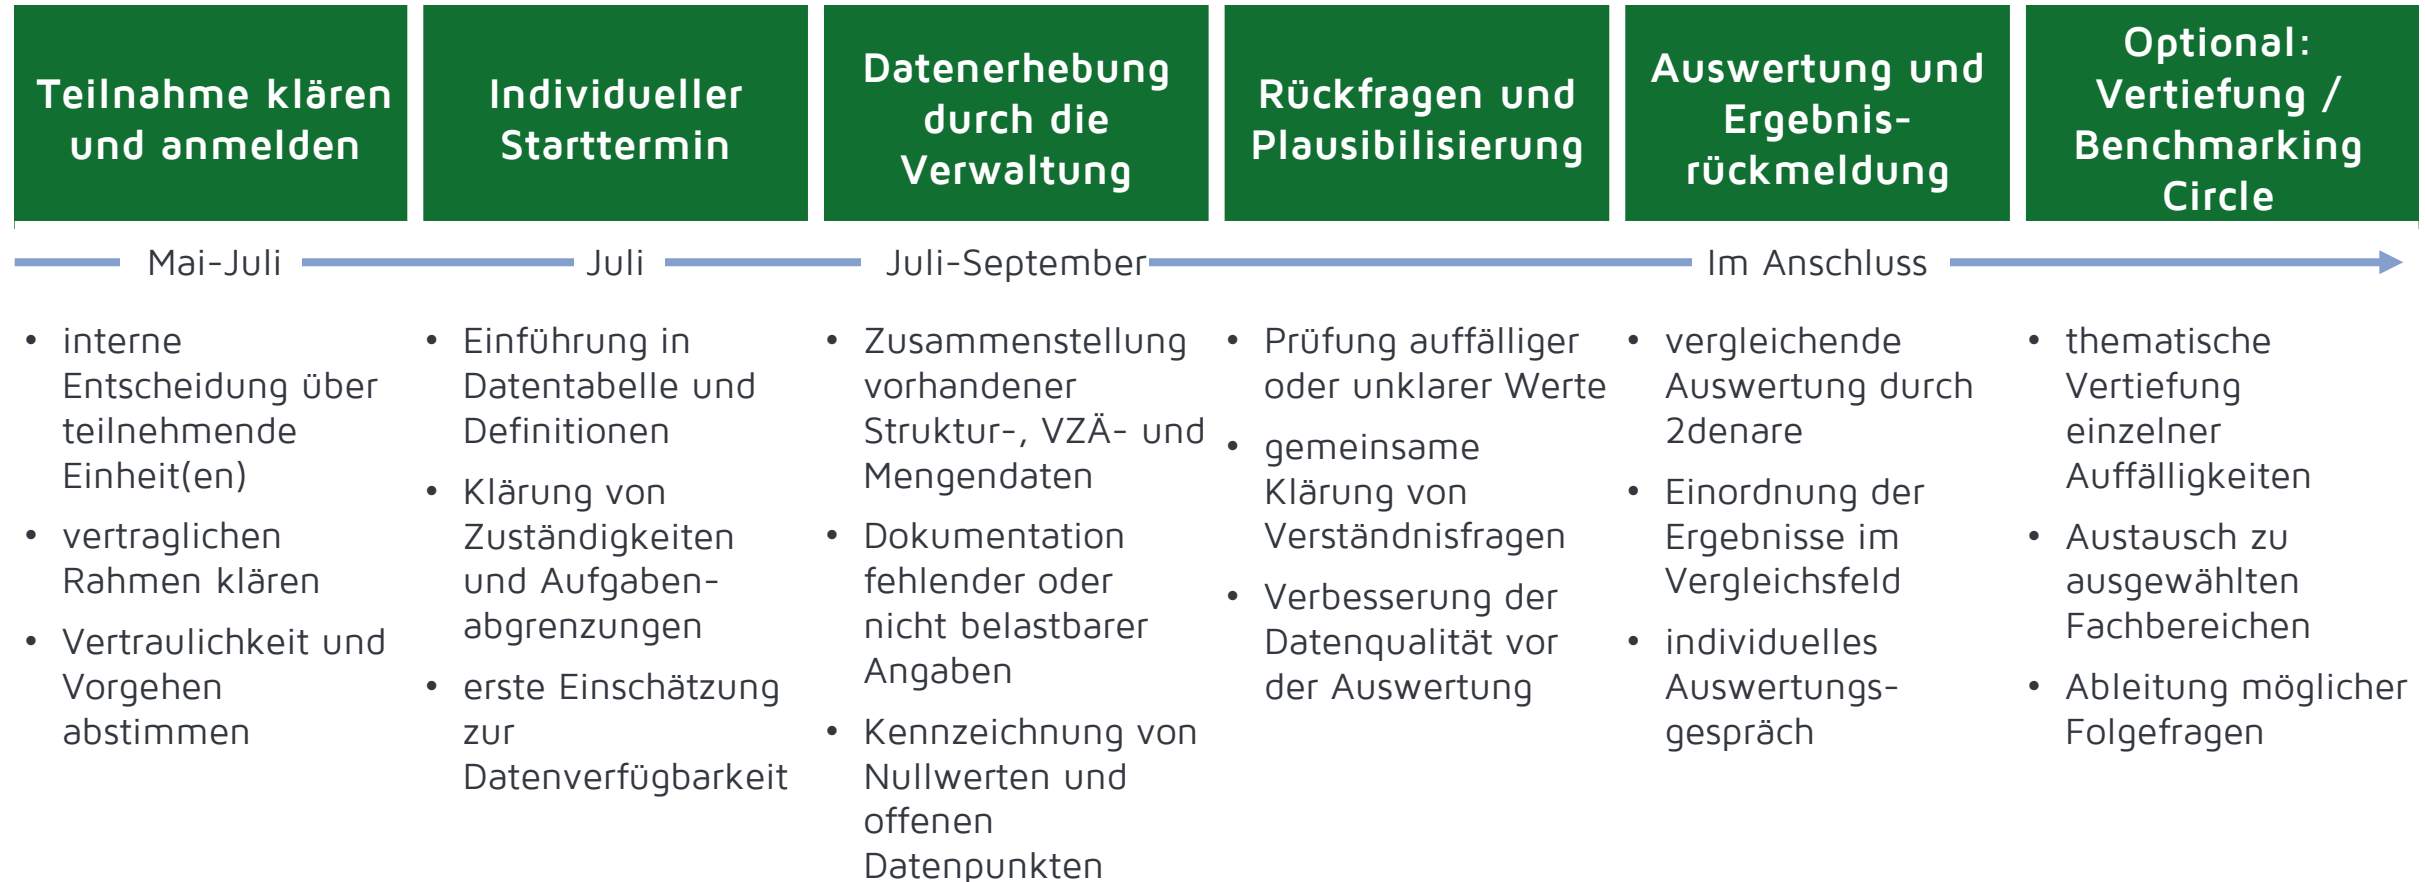 Teilnahme klären
und anmelden
Individueller
Starttermin
Datenerhebung
durch die
Verwaltung
Rückfragen und
Plausibilisierung
Auswertung und
Ergebnis-
rückmeldung
Optional:
Vertiefung /
Benchmarking
Circle
Mai-Juli
Juli
Juli-September
Im Anschluss
• interne
Entscheidung über
teilnehmende
Einheit(en)
• vertraglichen
Rahmen klären
• Vertraulichkeit und
Vorgehen
abstimmen
• Einführung in
Datentabelle und
Definitionen
• Klärung von
Zuständigkeiten
und Aufgaben-
abgrenzungen
• erste Einschätzung
zur
Datenverfügbarkeit
• Zusammenstellung
vorhandener
Struktur-, VZÄ- und
Mengendaten
• Dokumentation
fehlender oder
nicht belastbarer
Angaben
• Kennzeichnung von
Nullwerten und
offenen
Datenpunkten
• Prüfung auffälliger
oder unklarer Werte
• gemeinsame
Klärung von
Verständnisfragen
• Verbesserung der
Datenqualität vor
der Auswertung
• vergleichende
Auswertung durch
2denare
• Einordnung der
Ergebnisse im
Vergleichsfeld
• individuelles
Auswertungs-
gespräch
• thematische
Vertiefung
einzelner
Auffälligkeiten
• Austausch zu
ausgewählten
Fachbereichen
• Ableitung möglicher
Folgefragen